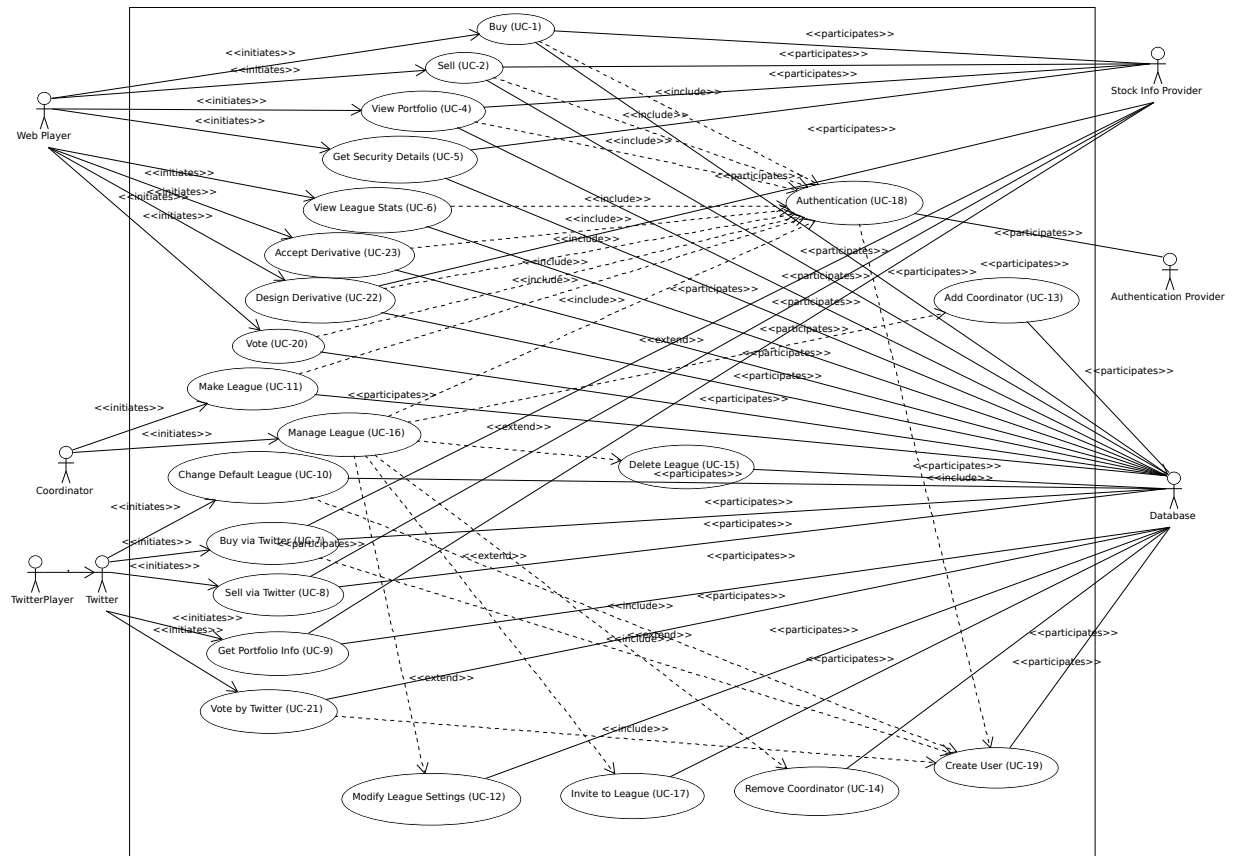 Buy (UC-1)
<<participates>>
<<initiates>>
<<participates>>
Sell (UC-2)
<<initiates>>
<<participates>>
Stock Info Provider
<<include>>
<<initiates>>
View Portfolio (UC-4)
<<include>>
<<initiates>>
<<participates>>
Web Player
<<include>>
Get Security Details (UC-5)
<<initiates>>
<<participates>>
<<initiates>>
<<initiates>>
<<include>>
Authentication (UC-18)
View League Stats (UC-6)
<<initiates>>
<<include>>
<<participates>>
<<include>>
<<participates>>
Accept Derivative (UC-23)
<<include>>
<<participates>>
<<participates>>
<<participates>>
<<include>>
<<participates>>
Authentication Provider
Design Derivative (UC-22)
<<include>>
<<participates>>
Add Coordinator (UC-13)
<<participates>>
Vote (UC-20)
<<extend>>
<<participates>>
<<participates>>
<<participates>>
Make League (UC-11)
<<participates>>
<<participates>>
<<initiates>>
<<extend>>
Manage League (UC-16)
<<initiates>>
Delete League (UC-15)
<<participates>>
<<participates>>
<<include>>
Change Default League (UC-10)
Coordinator
<<participates>>
<<initiates>>
Database
<<participates>>
Buy via Twitter (UC-7)
<<participates>>
<<initiates>>
<<extend>>
<<participates>>
<<initiates>>
Sell via Twitter (UC-8)
<<participates>>
TwitterPlayer
Twitter
<<include>>
<<initiates>>
<<initiates>>
<<participates>>
<<participates>>
<<extend>>
<<include>>
Get Portfolio Info (UC-9)
<<participates>>
<<participates>>
<<extend>>
Vote by Twitter (UC-21)
<<include>>
Create User (UC-19)
Modify League Settings (UC-12)
Invite to League (UC-17)
Remove Coordinator (UC-14)